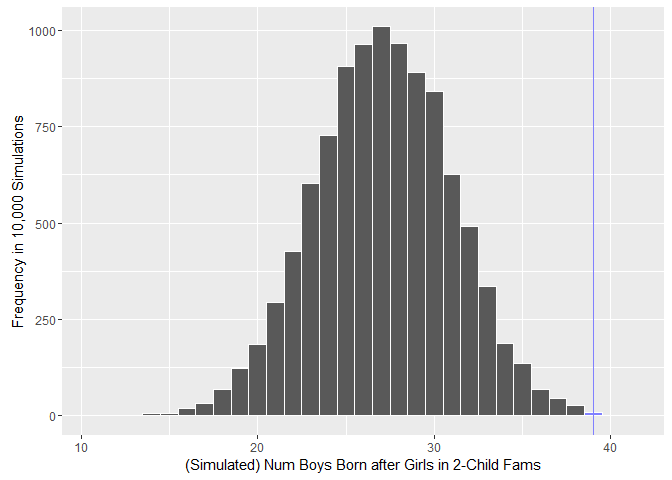 1000
750
500
250
0
10 20 30 40
(Simulated) Num Boys Born after Girls in 2-Child Fams
Frequency in 10,000 Simulations